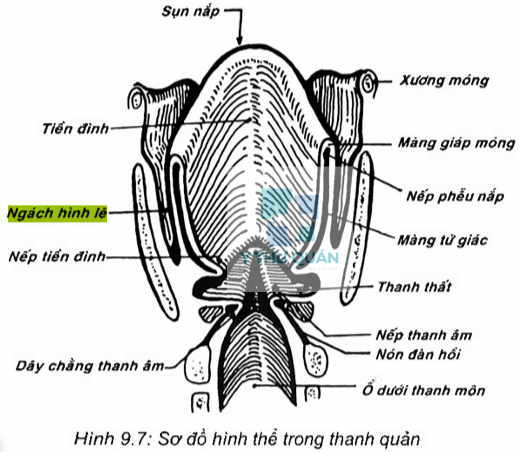 Sụn nắp
Xương móng
Tiền đình
Màng giáp móng
Nếp phễu nắp
Ngách hình lê
Màng tứ giác
Nếp tiền đình
Thanh thất
Nếp thanh âm
Nón đàn hồi
Dây chằng thanh âm
Ổ dưới thanh môn
Hình 9.7: Sơ đồ hình thể trong thanh quản